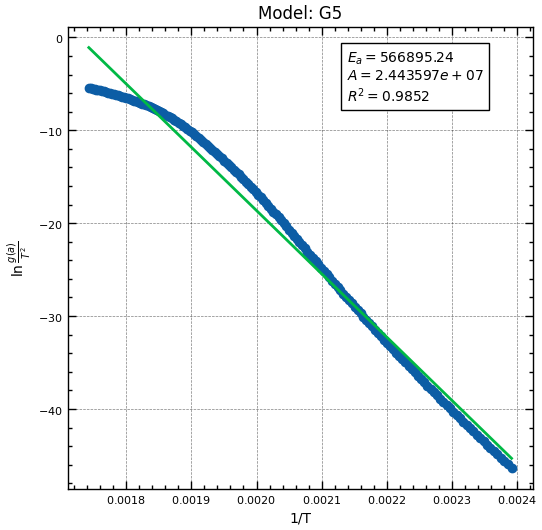 Model: G5
E_a = 566895.24
A = 2.443597e + 07
R^2 = 0.9852
0
−10
−20
−30
−40
ln g(a)/T^2
0.0018 0.0019 0.0020 0.0021 0.0022 0.0023 0.0024
1/T